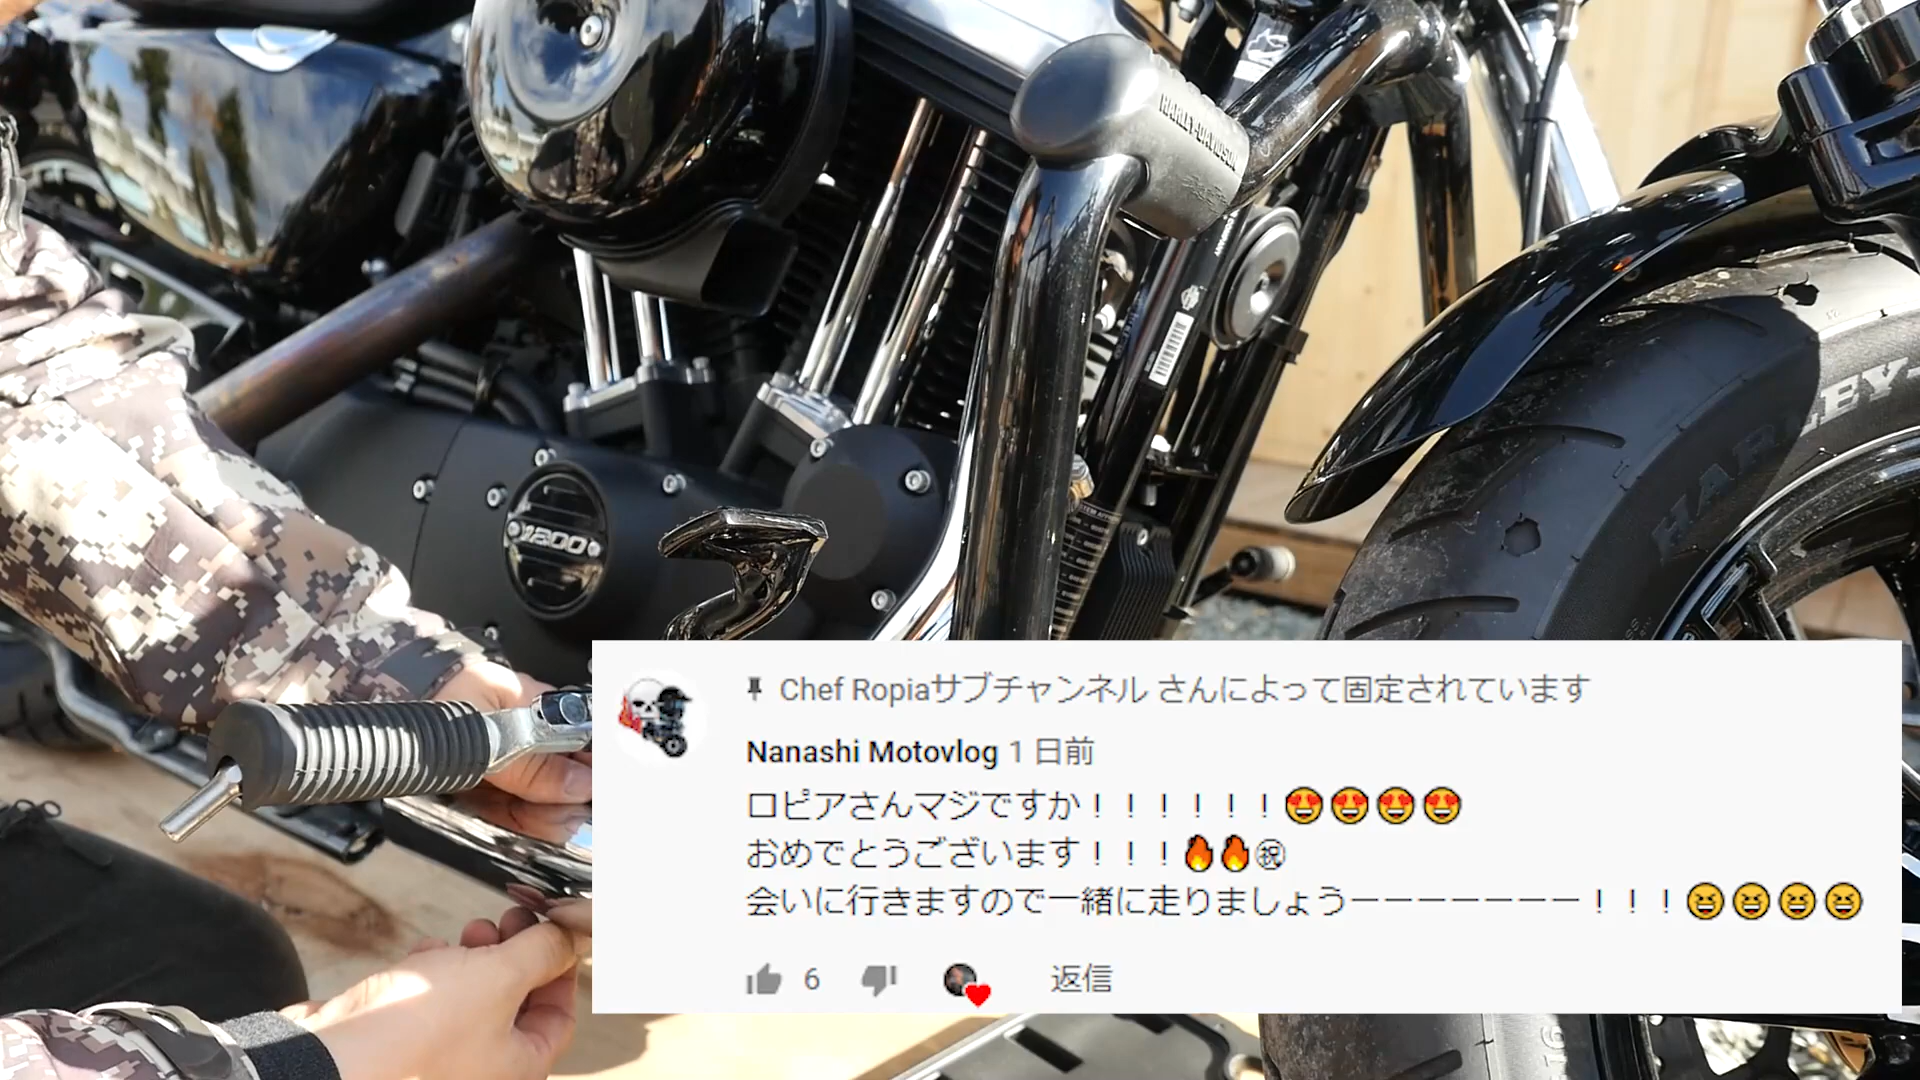 HARLEY-DAVIDSON
1200
HARLEY-
Chef Ropiaサブチャンネル さんによって固定されています
Nanashi Motovlog 1 日前
ロピアさんマジですか！！！！！！😍😍😍😍
おめでとうございます！！！🔥🔥㊗
会いに行きますので一緒に走りましょうーーーーーーー！！！😆😆😆😆
6 返信
16